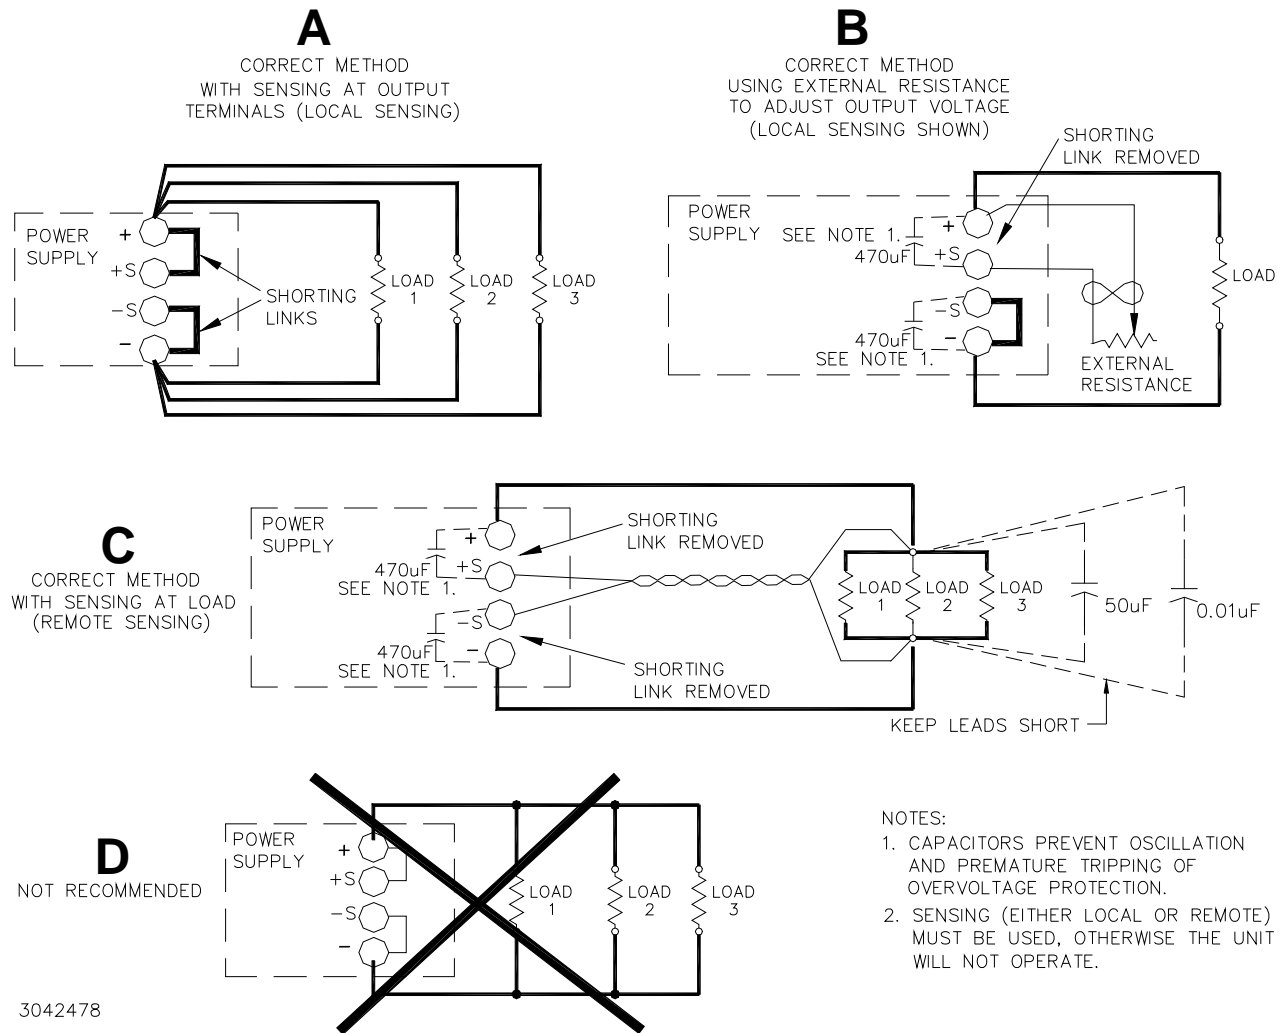 A
CORRECT METHOD
WITH SENSING AT OUTPUT
TERMINALS (LOCAL SENSING)
POWER
SUPPLY
+
+S
-S
-
SHORTING
LINKS
LOAD
1
LOAD
2
LOAD
3
B
CORRECT METHOD
USING EXTERNAL RESISTANCE
TO ADJUST OUTPUT VOLTAGE
(LOCAL SENSING SHOWN)
SHORTING
LINK REMOVED
POWER
SUPPLY
SEE NOTE 1.
470uF
+
+S
-S
-
470uF
SEE NOTE 1.
EXTERNAL
RESISTANCE
LOAD
C
CORRECT METHOD
WITH SENSING AT LOAD
(REMOTE SENSING)
POWER
SUPPLY
+
+S
470uF
SEE NOTE 1.
-S
-
470uF
SEE NOTE 1.
SHORTING
LINK REMOVED
SHORTING
LINK REMOVED
LOAD
1
LOAD
2
LOAD
3
50uF
0.01uF
KEEP LEADS SHORT
D
NOT RECOMMENDED
POWER
SUPPLY
+
+S
-S
-
LOAD
1
LOAD
2
LOAD
3
NOTES:
1. CAPACITORS PREVENT OSCILLATION
AND PREMATURE TRIPPING OF
OVERVOLTAGE PROTECTION.
2. SENSING (EITHER LOCAL OR REMOTE)
MUST BE USED, OTHERWISE THE UNIT
WILL NOT OPERATE.
3042478